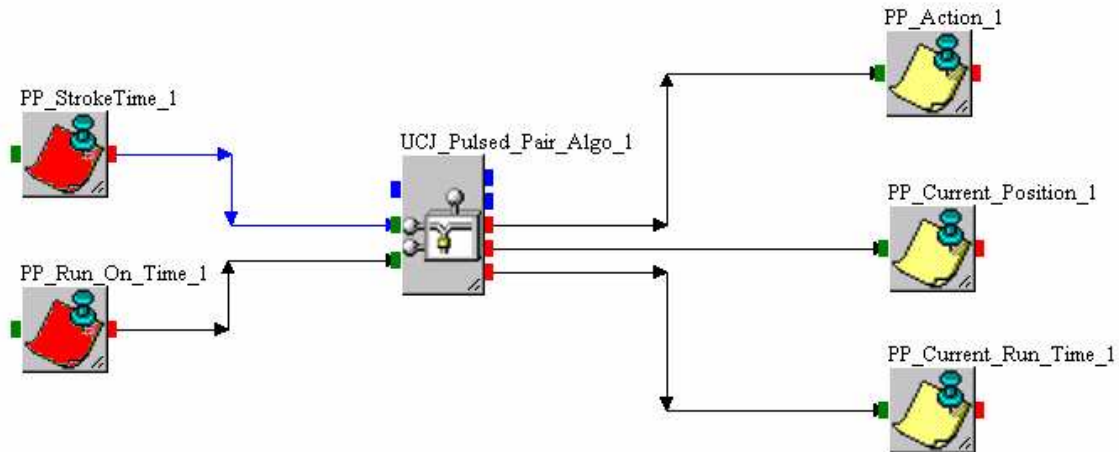 PP_Action_1
PP_StrokeTime_1
UCJ_Pulsed_Pair_Algo_1
PP_Current_Position_1
PP_Run_On_Time_1
PP_Current_Run_Time_1